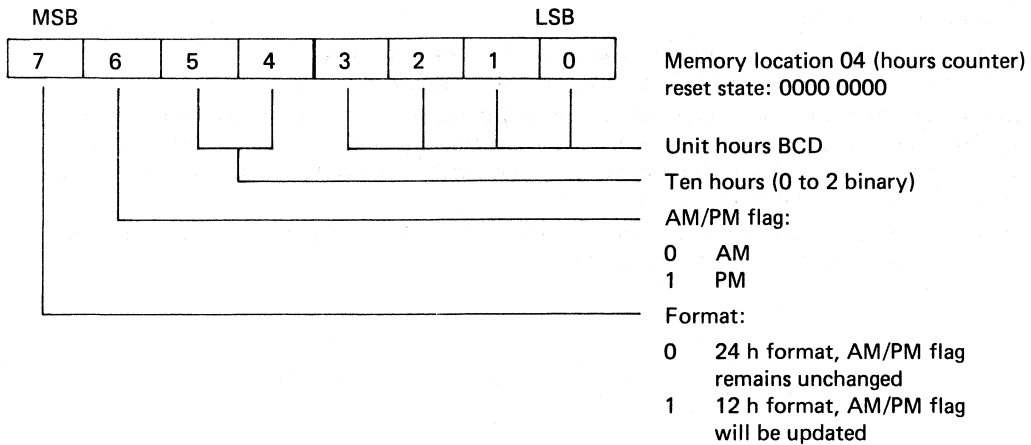 MSB LSB
7 6 5 4 3 2 1 0
Memory location 04 (hours counter)
reset state: 0000 0000
Unit hours BCD
Ten hours (0 to 2 binary)
AM/PM flag:
0 AM
1 PM
Format:
0 24 h format, AM/PM flag
remains unchanged
1 12 h format, AM/PM flag
will be updated